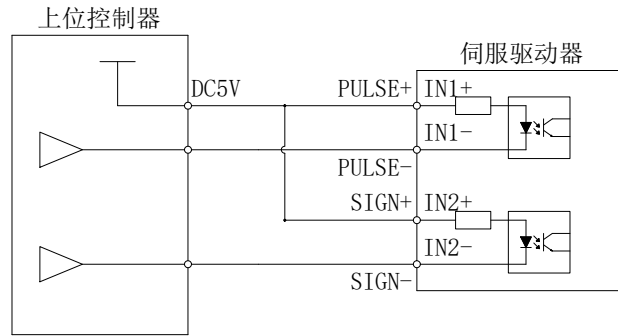 上位控制器
伺服驱动器
DC5V
PULSE+
IN1+
IN1-
PULSE-
SIGN+
IN2+
IN2-
SIGN-